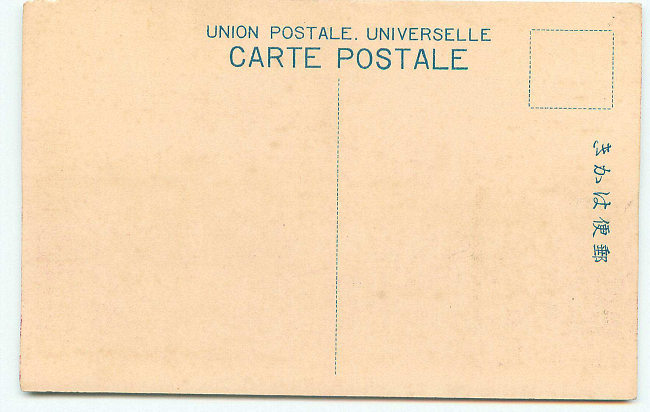 UNION POSTALE. UNIVERSELLE
CARTE POSTALE
郵便はかき